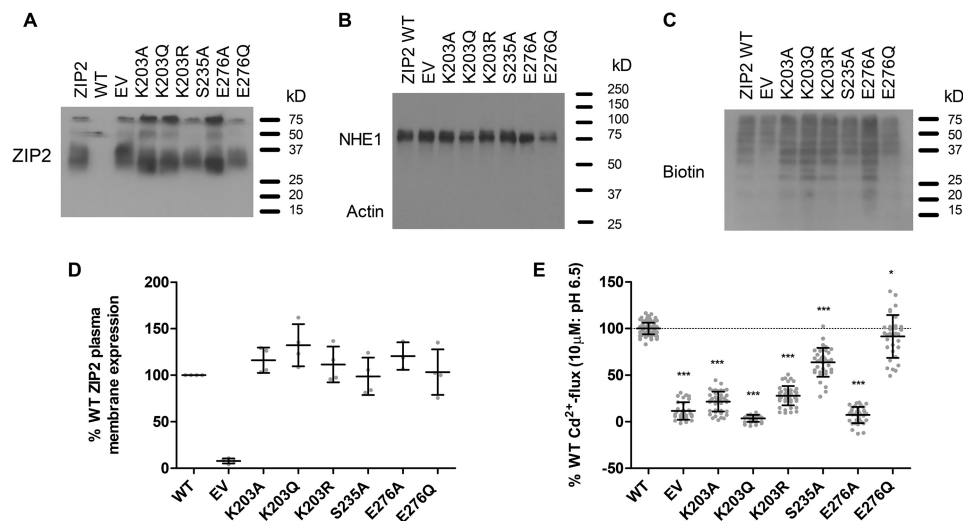 A
ZIP2
WT
EV
K203A
K203Q
K203R
S235A
E276A
E276Q
kD
ZIP2
75
50
37
25
20
15
B
ZIP2 WT
EV
K203A
K203Q
K203R
S235A
E276A
E276Q
kD
NHE1
Actin
250
150
100
75
50
37
25
C
ZIP2 WT
EV
K203A
K203Q
K203R
S235A
E276A
E276Q
kD
Biotin
75
50
37
25
20
15
D
% WT ZIP2 plasma
membrane expression
200
150
100
50
0
WT
EV
K203A
K203Q
K203R
S235A
E276A
E276Q
E
% WT Cd2+-flux (10µM: pH 6.5)
150
100
50
0
-50
***
***
***
***
***
***
*
WT
EV
K203A
K203Q
K203R
S235A
E276A
E276Q